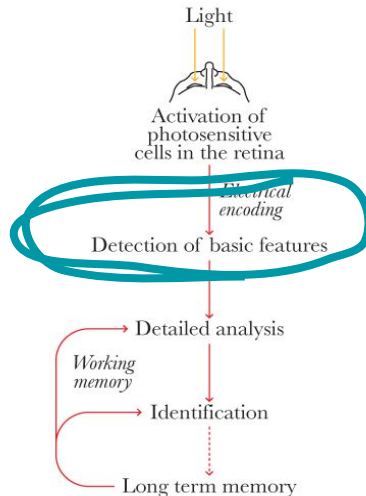 Light
Activation of
photosensitive
cells in the retina
Electrical
encoding
Detection of basic features
Detailed analysis
Working
memory
Identification
Long term memory